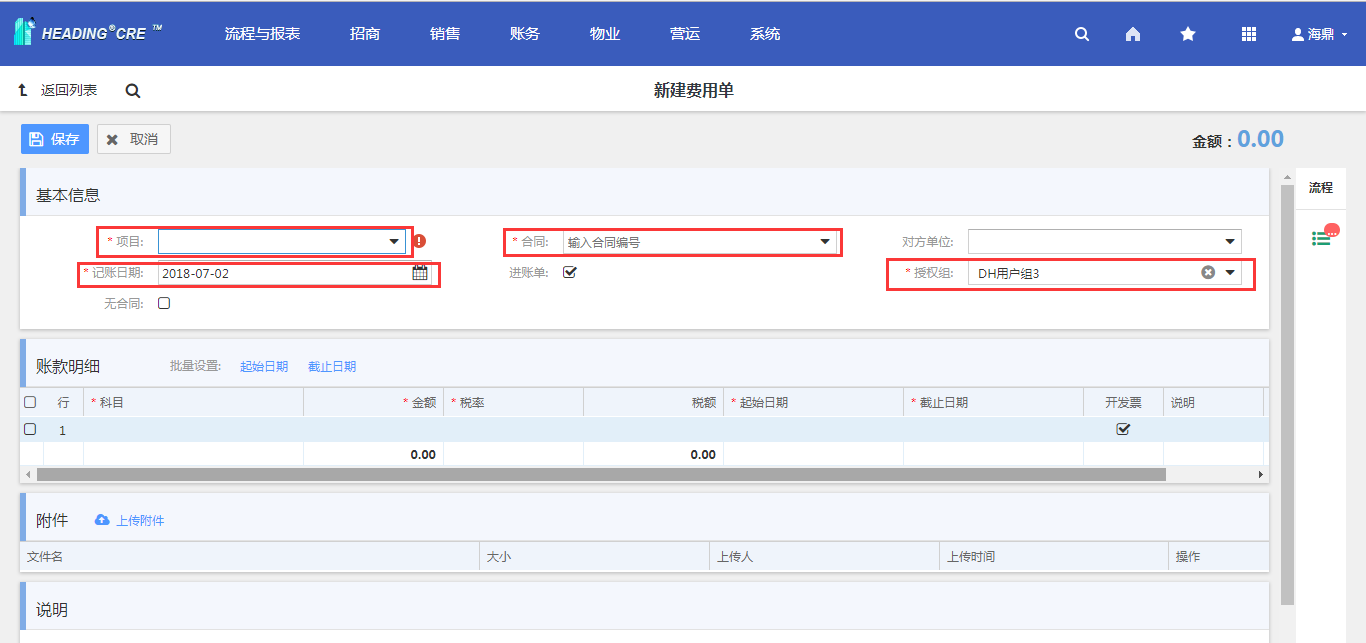 HEADING®CRE ™ 流程与报表 招商 销售 账务 物业 营运 系统 海鼎
返回列表 新建费用单
保存 取消 金额：0.00
基本信息 流程
* 项目: * 合同: 输入合同编号 对方单位:
* 记账日期: 2018-07-02 进账单: * 授权组: DH用户组3
无合同:
账款明细 批量设置: 起始日期 截止日期
行 * 科目 * 金额 * 税率 税额 * 起始日期 * 截止日期 开发票 说明
1
0.00 0.00
附件 上传附件
文件名 大小 上传人 上传时间 操作
说明